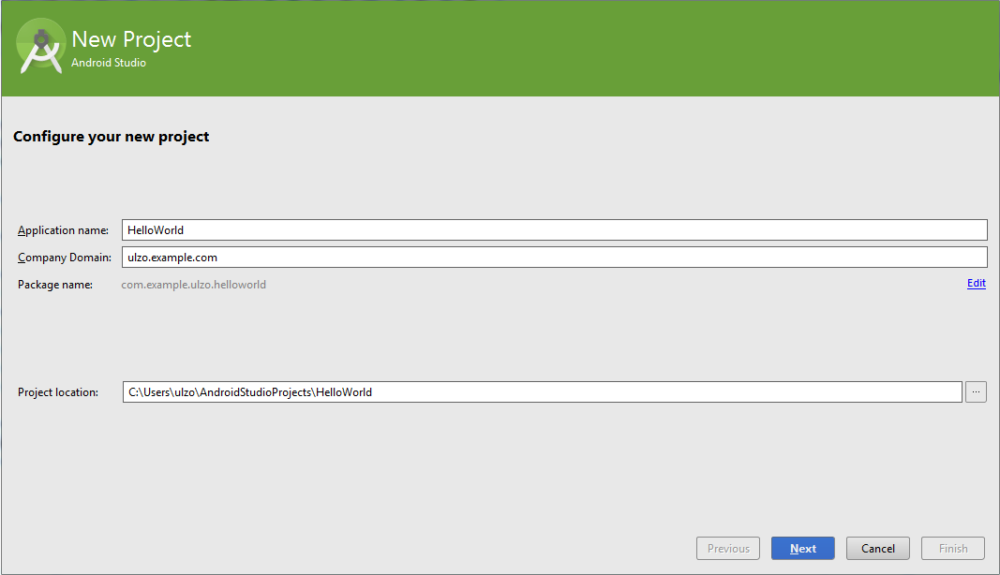 New Project
Android Studio
Configure your new project
Application name: HelloWorld
Company Domain: ulzo.example.com
Package name: com.example.ulzo.helloworld Edit
Project location: C:\Users\ulzo\AndroidStudioProjects\HelloWorld ...
Previous Next Cancel Finish